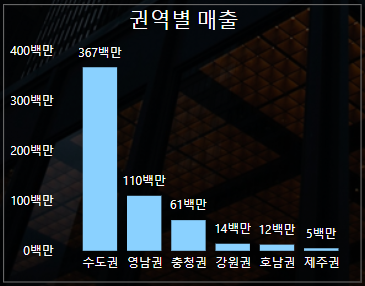 권역별 매출
400백만
300백만
200백만
100백만
0백만
367백만
110백만
61백만
14백만
12백만
5백만
수도권 영남권 충청권 강원권 호남권 제주권